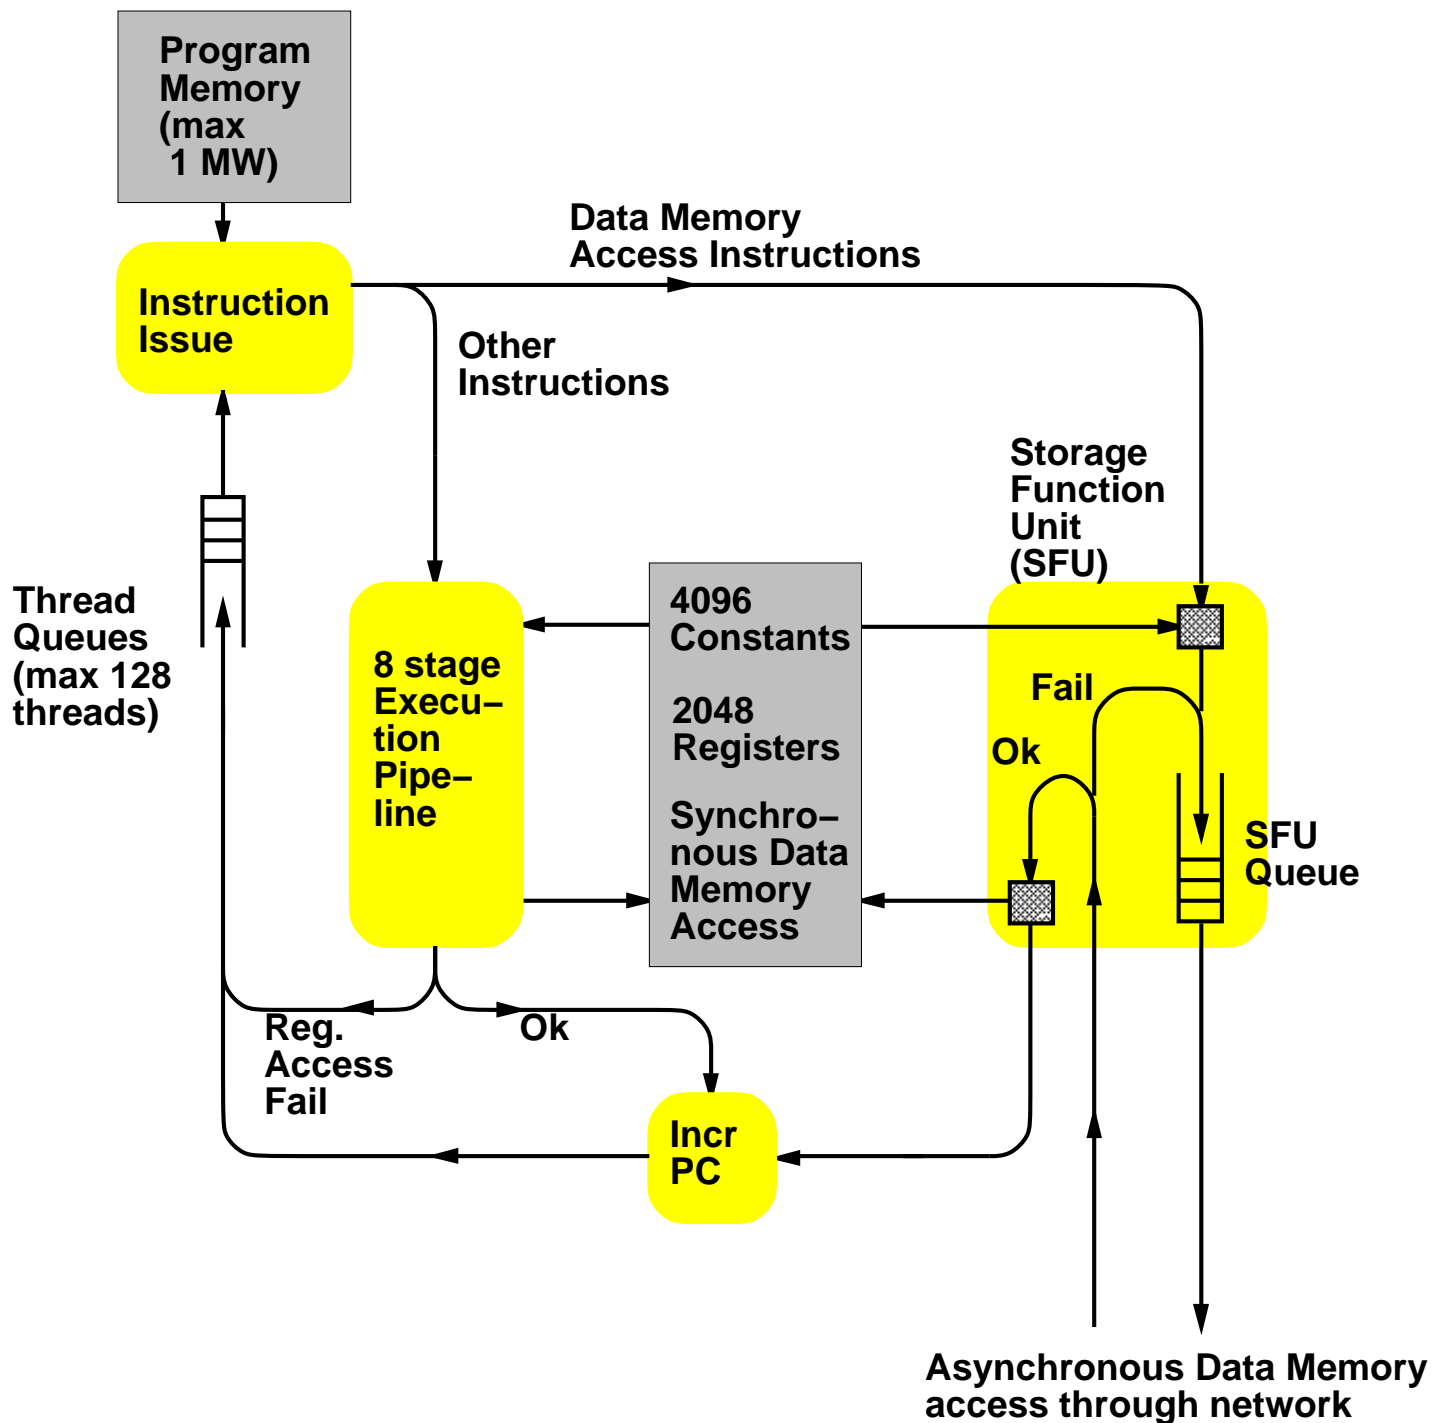 Program
Memory
(max
1 MW)
Data Memory
Access Instructions
Instruction
Issue
Other
Instructions
Storage
Function
Unit
(SFU)
Thread
Queues
(max 128
threads)
8 stage
Execu–
tion
Pipe–
line
4096
Constants
2048
Registers
Synchro–
nous Data
Memory
Access
Fail
Ok
SFU
Queue
Reg.
Access
Fail
Ok
Incr
PC
Asynchronous Data Memory
access through network